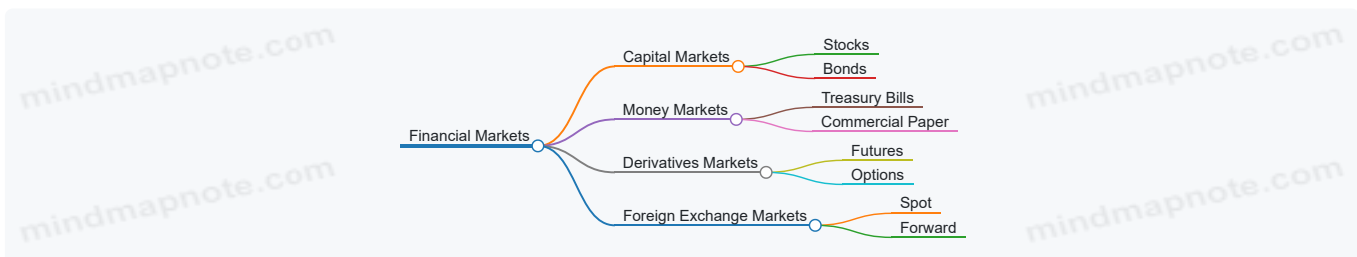 mindmapnote.com
mindmapnote.com
Financial Markets
Capital Markets
Stocks
Bonds
Money Markets
Treasury Bills
Commercial Paper
Derivatives Markets
Futures
Options
Foreign Exchange Markets
Spot
Forward
mindmapnote.com
mindmapnote.com